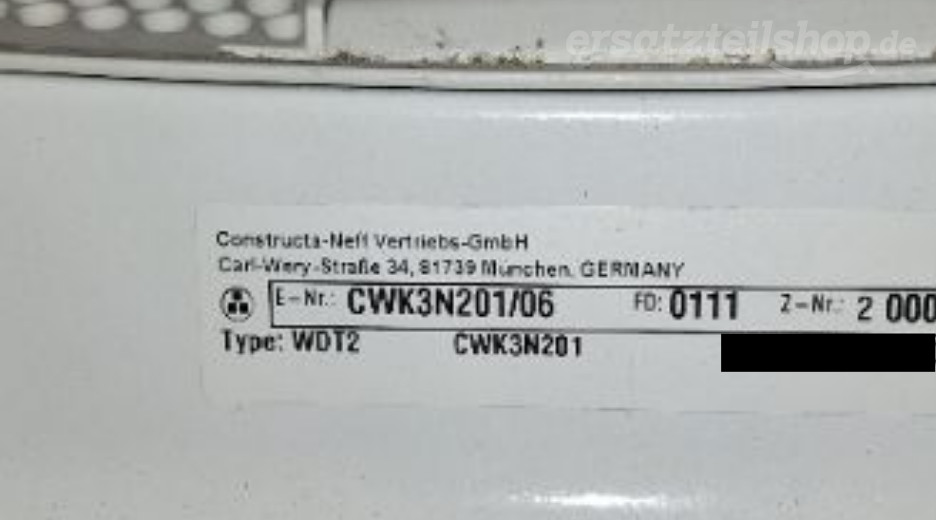 ersatzteilshop.de
Constructa-Neff Vertriebs-GmbH
Carl-Wery-Straße 34, 81739 München, GERMANY
E-Nr.: CWK3N201/06 FD: 0111 Z-Nr.: 2 000
Type: WDT2 CWK3N201